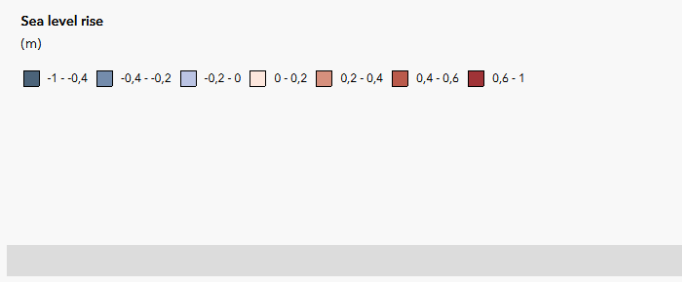 Sea level rise
(m)
-1 - -0,4 -0,4 - -0,2 -0,2 - 0 0 - 0,2 0,2 - 0,4 0,4 - 0,6 0,6 - 1